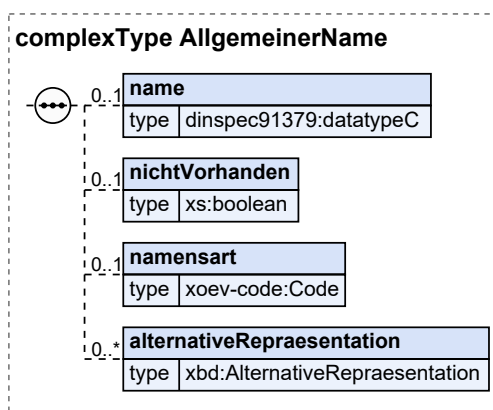 complexType AllgemeinerName
0..1 name
type dinspec91379:datatypeC
0..1 nichtVorhanden
type xs:boolean
0..1 namensart
type xoev-code:Code
0..* alternativeRepraesentation
type xbd:AlternativeRepraesentation